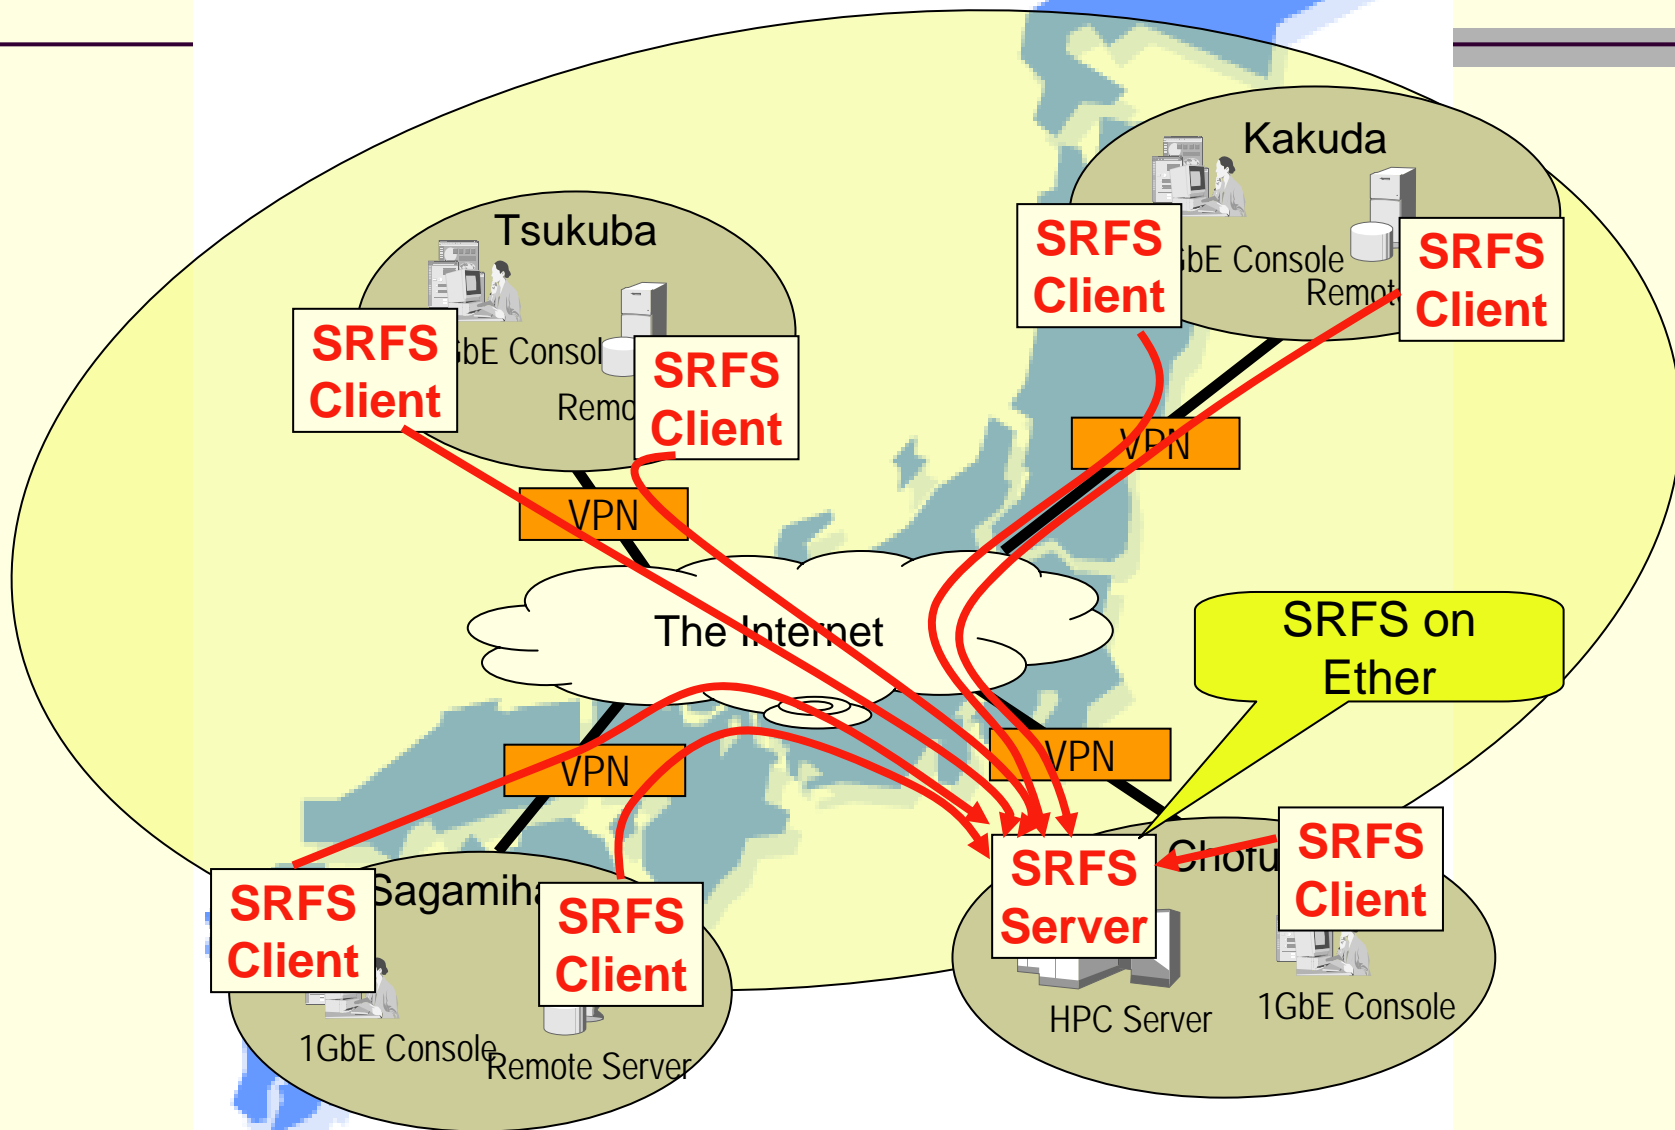 Kakuda
SRFS
Client
bE Console
Remot
SRFS
Client
Tsukuba
SRFS
Client
bE Consol
Remo
SRFS
Client
VPN
VPN
The Internet
SRFS on
Ether
VPN
VPN
Sagamiha
SRFS
Client
SRFS
Client
1GbE Console
Remote Server
Chofu
SRFS
Server
SRFS
Client
HPC Server
1GbE Console